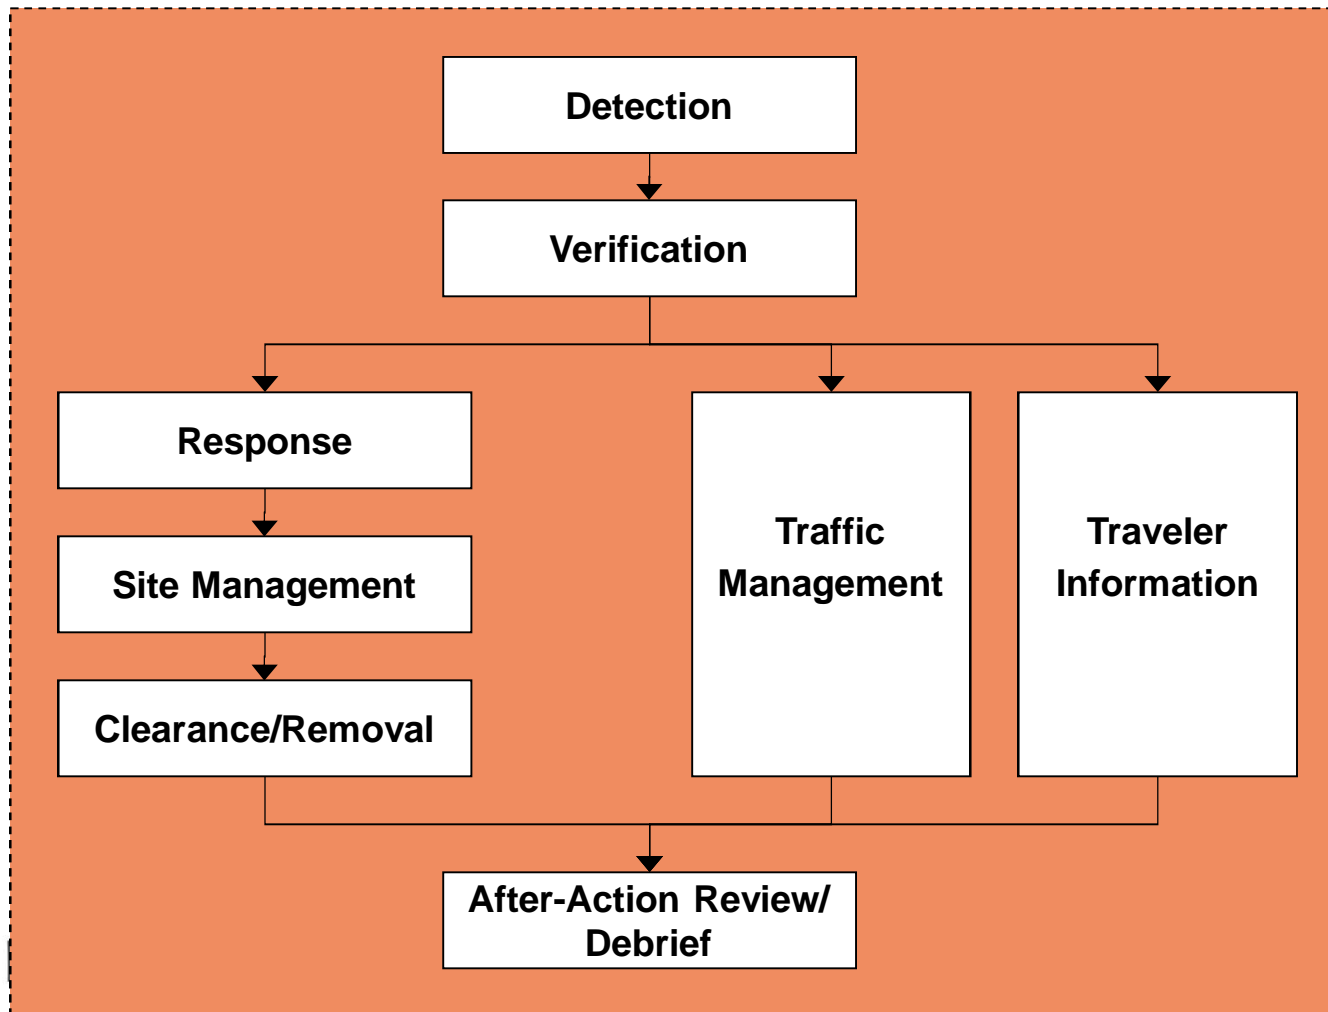 Detection
Verification
Response
Site Management
Clearance/Removal
Traffic
Management
Traveler
Information
After-Action Review/
Debrief